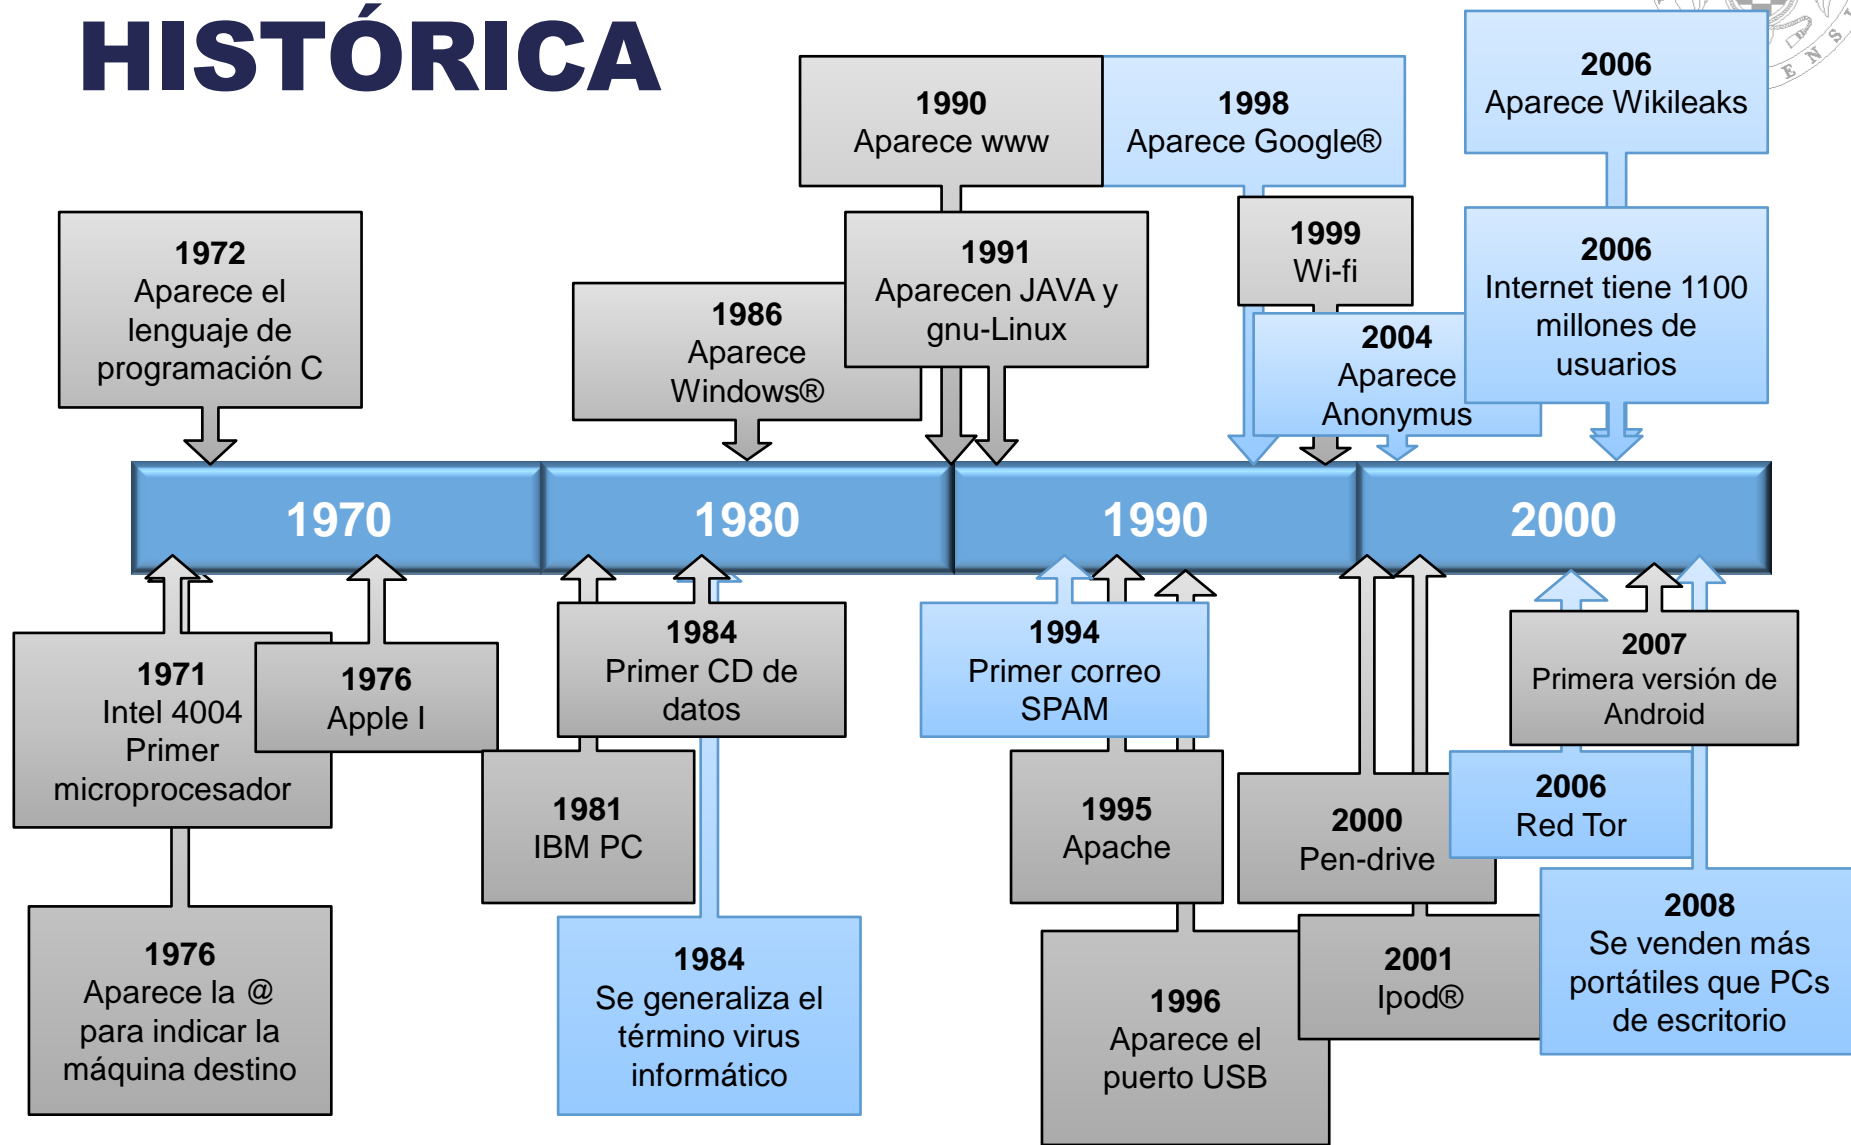 HISTÓRICA
1990
Aparece www
1998
Aparece Google®
2006
Aparece Wikileaks
1972
Aparece el
lenguaje de
programación C
1986
Aparece
Windows®
1991
Aparecen JAVA y
gnu-Linux
1999
Wi-fi
2004
Aparece
Anonymus
2006
Internet tiene 1100
millones de
usuarios
1970
1980
1990
2000
1971
Intel 4004
Primer
microprocesador
1976
Apple I
1981
IBM PC
1984
Primer CD de
datos
1994
Primer correo
SPAM
1995
Apache
2000
Pen-drive
2006
Red Tor
2007
Primera versión de
Android
1976
Aparece la @
para indicar la
máquina destino
1984
Se generaliza el
término virus
informático
1996
Aparece el
puerto USB
2001
Ipod®
2008
Se venden más
portátiles que PCs
de escritorio